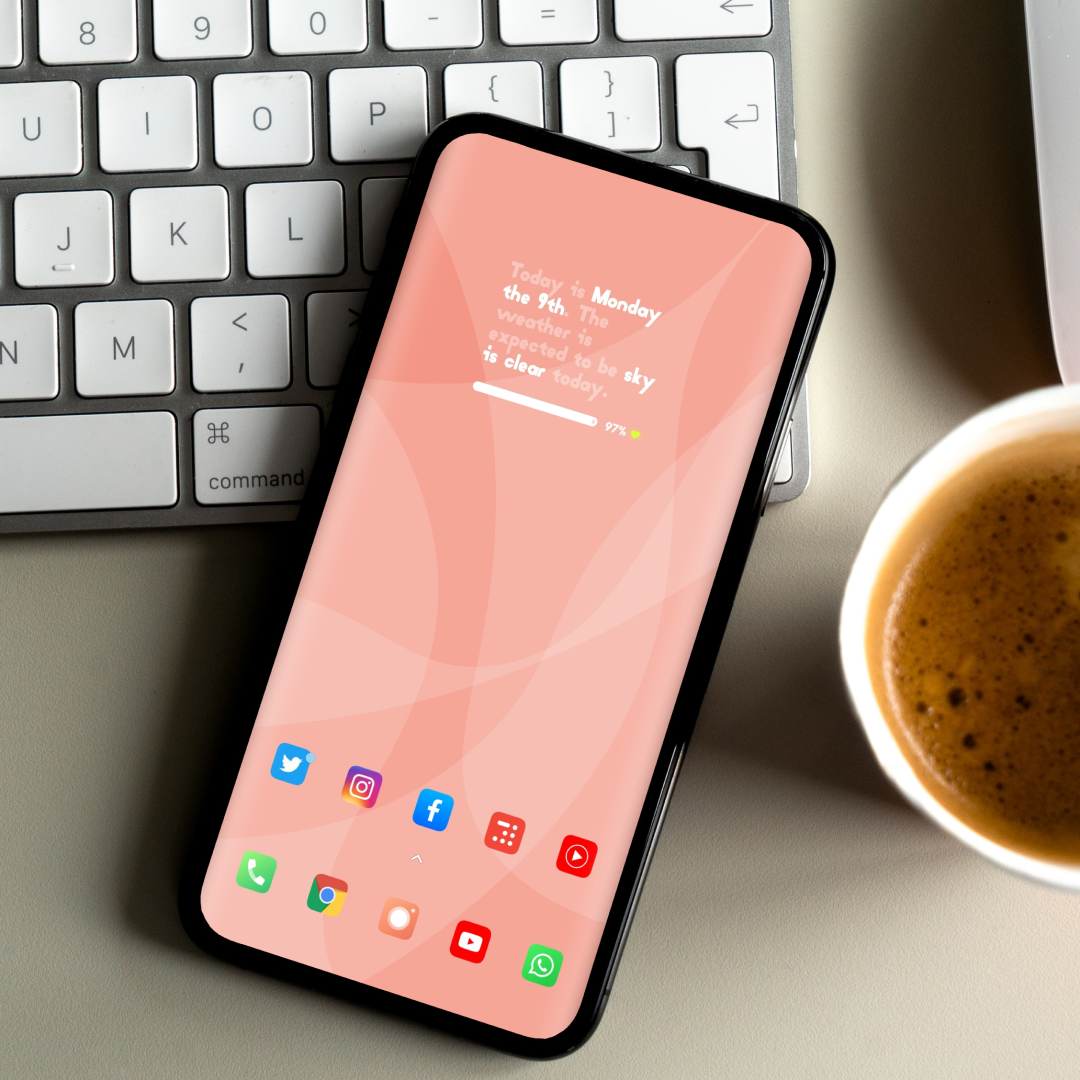 8 9 0 - =
U I O P { }
]
J K L
N M < >
,
⌘
command
Today is Monday
the 9th. The
weather is
expected to be sky
is clear today.
97%